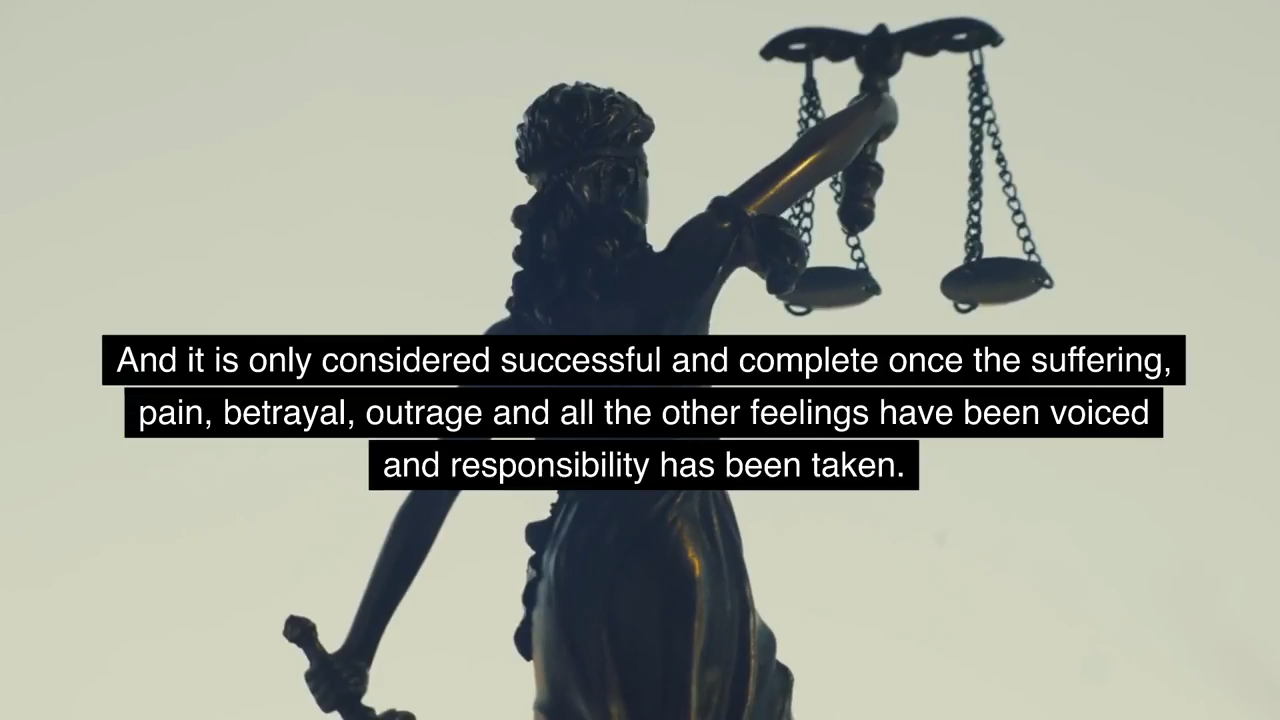 And it is only considered successful and complete once the suffering,
pain, betrayal, outrage and all the other feelings have been voiced
and responsibility has been taken.